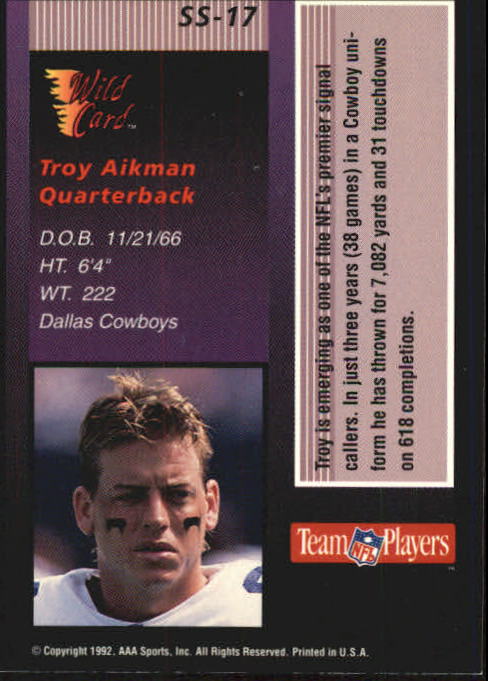 SS-17
Wild
Card™
Troy Aikman
Quarterback
D.O.B. 11/21/66
HT. 6'4"
WT. 222
Dallas Cowboys
Troy is emerging as one of the NFL's premier signal
callers. In just three years (38 games) in a Cowboy uni-
form he has thrown for 7,082 yards and 31 touchdowns
on 618 completions.
Team NFL Players
© Copyright 1992, AAA Sports, Inc. All Rights Reserved. Printed in U.S.A.